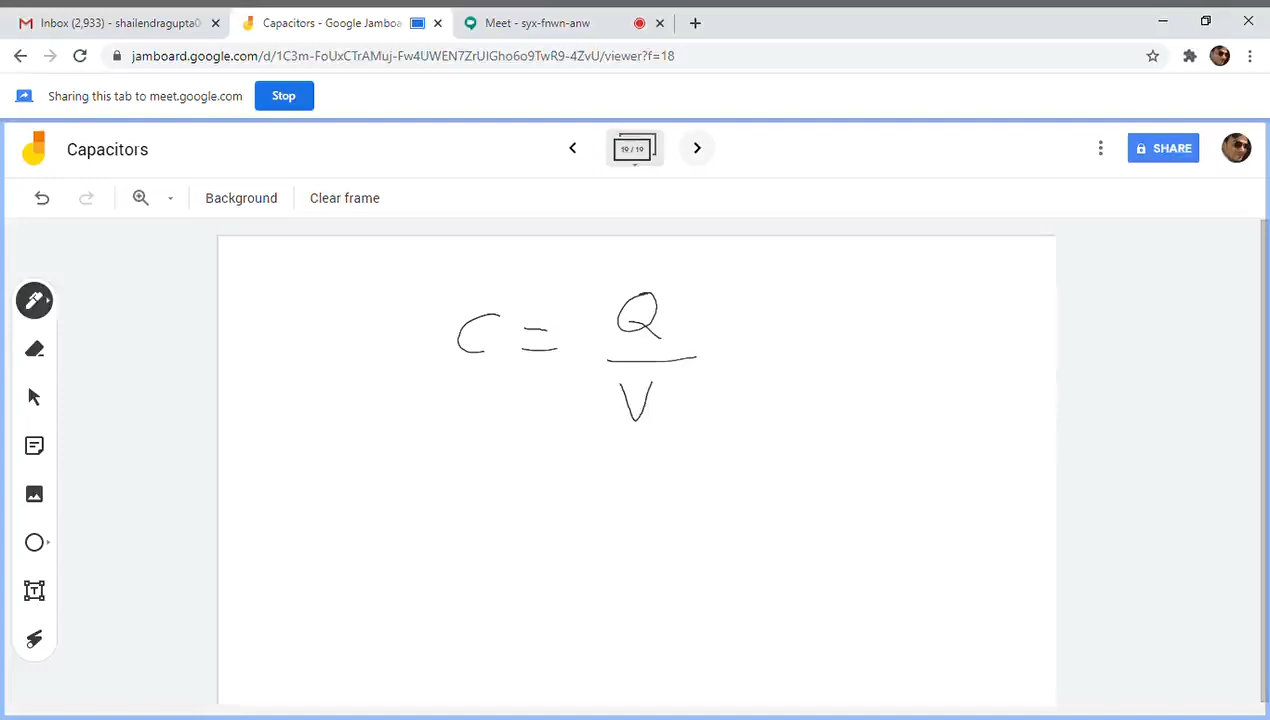 Inbox (2,933) - shailendragupta0
Capacitors - Google Jamboa
Meet - syx-fnwn-anw
jamboard.google.com/d/1C3m-FoUxCTrAMuj-Fw4UWEN7ZrUIGho6o9TwR9-4ZvU/viewer?f=18
Sharing this tab to meet.google.com
Stop
Capacitors
19 / 19
SHARE
Background
Clear frame
C = Q
V